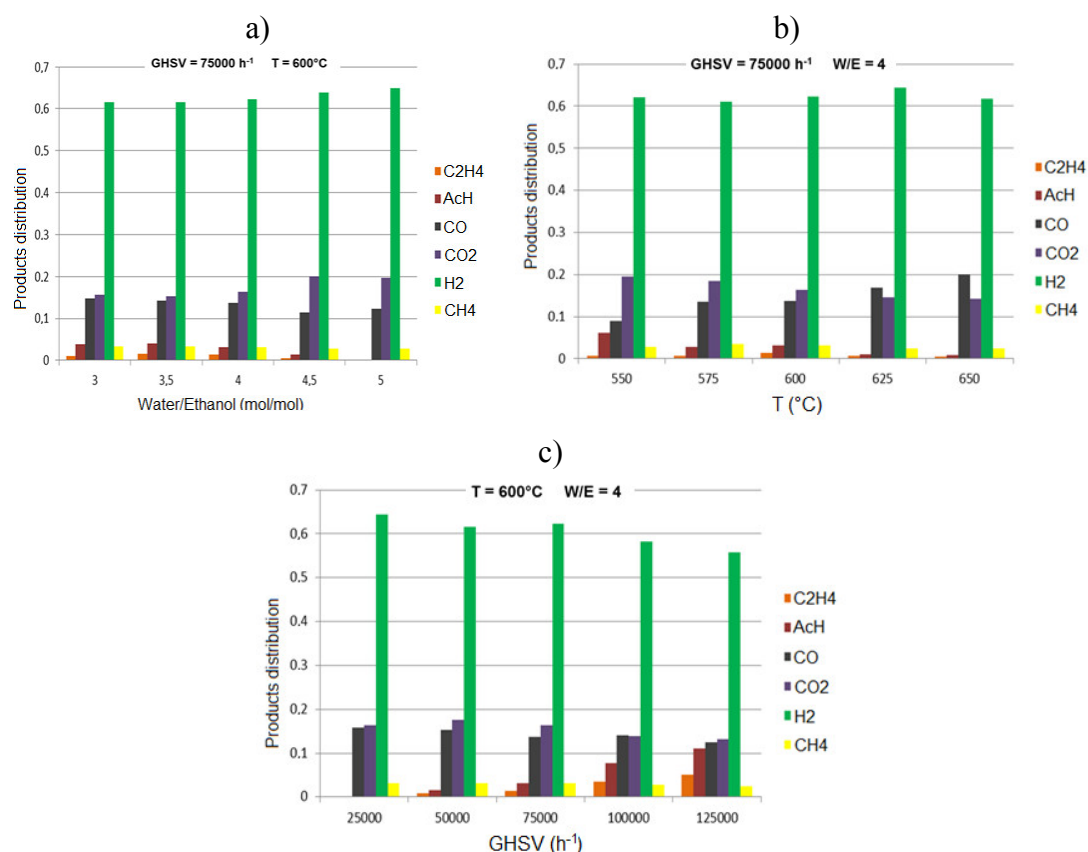 a)
GHSV = 75000 h⁻¹ T = 600°C
0,7
0,6
0,5
0,4
0,3
0,2
0,1
0
Products distribution
3 3,5 4 4,5 5
Water/Ethanol (mol/mol)
C2H4
AcH
CO
CO2
H2
CH4
b)
GHSV = 75000 h⁻¹ W/E = 4
0,7
0,6
0,5
0,4
0,3
0,2
0,1
0
Products distribution
550 575 600 625 650
T (°C)
C2H4
AcH
CO
CO2
H2
CH4
c)
T = 600°C W/E = 4
0,7
0,6
0,5
0,4
0,3
0,2
0,1
0
Products distribution
25000 50000 75000 100000 125000
GHSV (h⁻¹)
C2H4
AcH
CO
CO2
H2
CH4